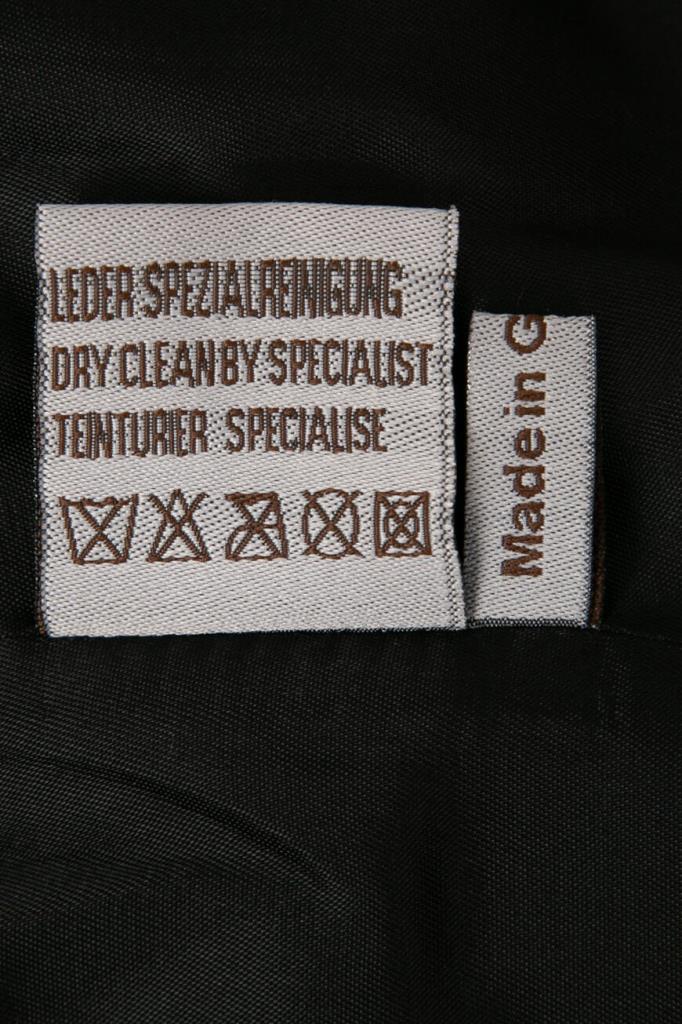 LEDER SPEZIALREINIGUNG
DRY CLEAN BY SPECIALIST
TEINTURIER SPECIALISE
Made in G